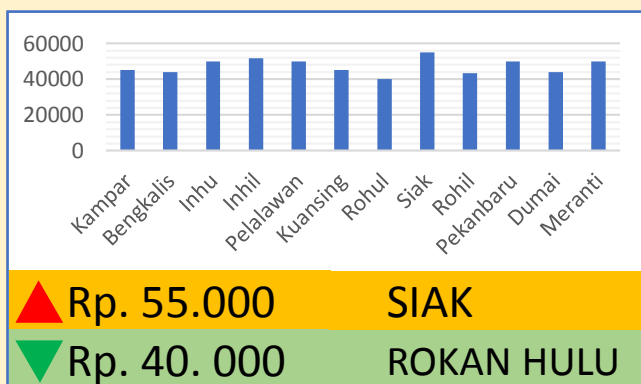 60000
40000
20000
0
Kampar
Bengkalis
Inhu
Inhil
Pelalawan
Kuansing
Rohul
Siak
Rohil
Pekanbaru
Dumai
Meranti
Rp. 55.000 SIAK
Rp. 40. 000 ROKAN HULU